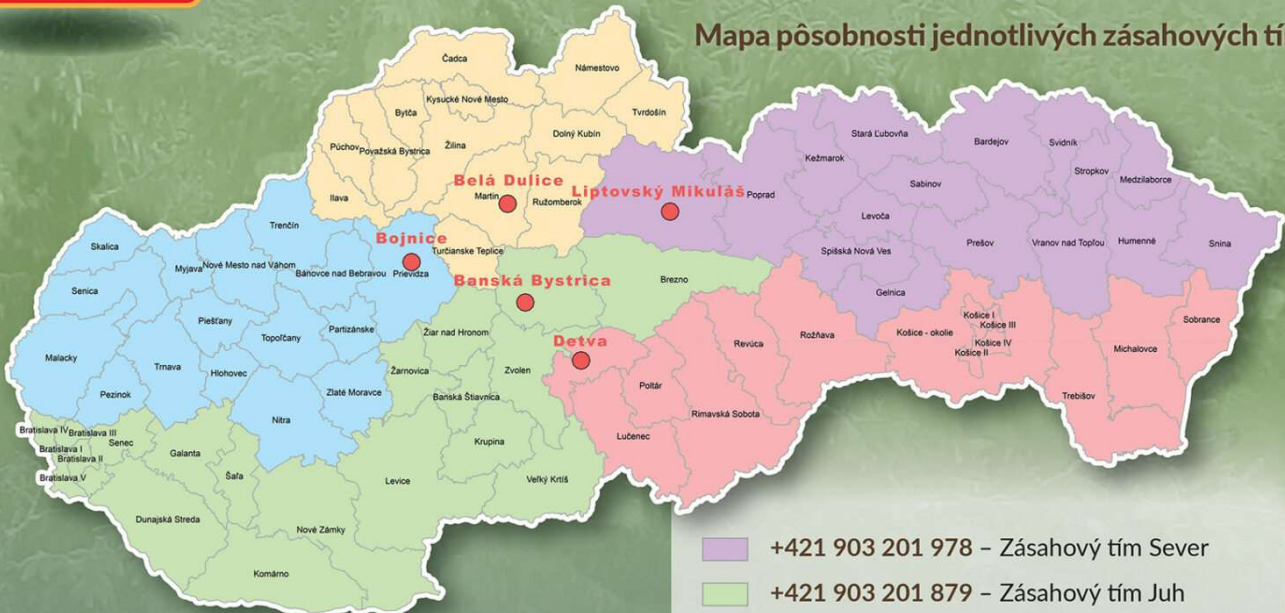 Mapa pôsobnosti jednotlivých zásahových tí
Čadca
Námestovo
Kysucké Nové Mesto
Bytča
Tvrdošín
Dolný Kubín
Púchov
Považská Bystrica
Žilina
Ilava
Belá Dulice
Martin
Ružomberok
Turčianske Teplice
Liptovský Mikuláš
Poprad
Kežmarok
Stará Ľubovňa
Bardejov
Svidník
Stropkov
Medzilaborce
Sabinov
Levoča
Spišská Nová Ves
Prešov
Vranov nad Topľou
Humenné
Snina
Gelnica
Skalica
Senica
Myjava
Nové Mesto nad Váhom
Trenčín
Bánovce nad Bebravou
Bojnice
Prievidza
Piešťany
Topoľčany
Partizánske
Malacky
Pezinok
Trnava
Hlohovec
Nitra
Zlaté Moravce
Banská Bystrica
Brezno
Žiar nad Hronom
Žarnovica
Zvolen
Banská Štiavnica
Krupina
Veľký Krtíš
Levice
Bratislava IV
Bratislava III
Bratislava I
Bratislava II
Bratislava V
Senec
Galanta
Šaľa
Dunajská Streda
Nové Zámky
Komárno
Detva
Poltár
Lučenec
Rimavská Sobota
Revúca
Rožňava
Košice - okolie
Košice I
Košice III
Košice IV
Košice II
Trebišov
Michalovce
Sobrance
+421 903 201 978 – Zásahový tím Sever
+421 903 201 879 – Zásahový tím Juh